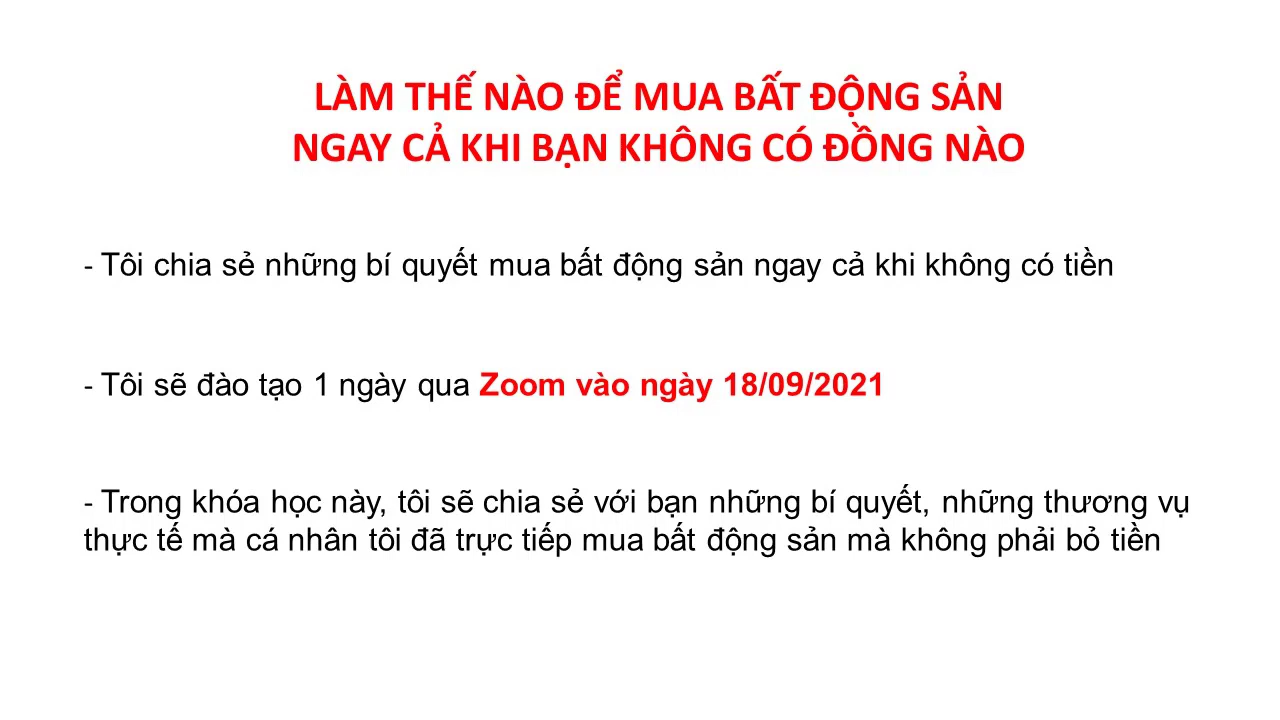 LÀM THẾ NÀO ĐỂ MUA BẤT ĐỘNG SẢN
NGAY CẢ KHI BẠN KHÔNG CÓ ĐỒNG NÀO
- Tôi chia sẻ những bí quyết mua bất động sản ngay cả khi không có tiền
- Tôi sẽ đào tạo 1 ngày qua Zoom vào ngày 18/09/2021
- Trong khóa học này, tôi sẽ chia sẻ với bạn những bí quyết, những thương vụ
thực tế mà cá nhân tôi đã trực tiếp mua bất động sản mà không phải bỏ tiền